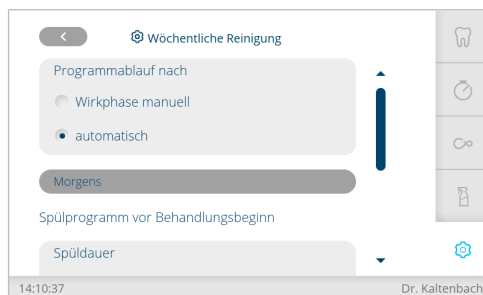 Wöchentliche Reinigung
Programmablauf nach
Wirkphase manuell
automatisch
Morgens
Spülprogramm vor Behandlungsbeginn
Spüldauer
14:10:37 Dr. Kaltenbach